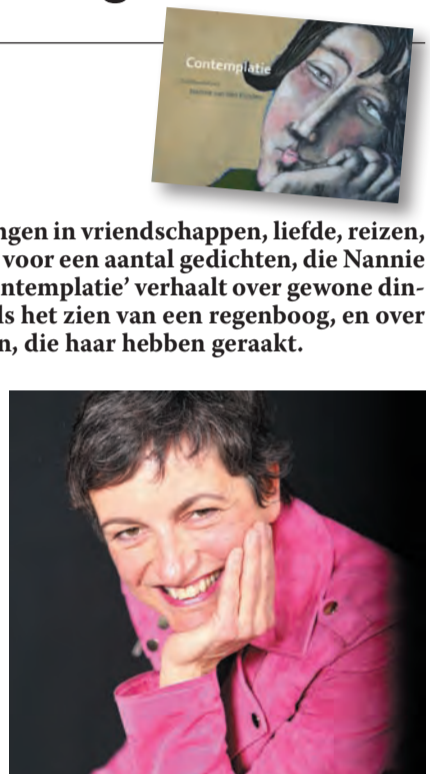 Contemplatie
ngen in vriendschappen, liefde, reizen,
voor een aantal gedichten, die Nannie
ntemplatie’ verhaalt over gewone din-
ls het zien van een regenboog, en over
n, die haar hebben geraakt.